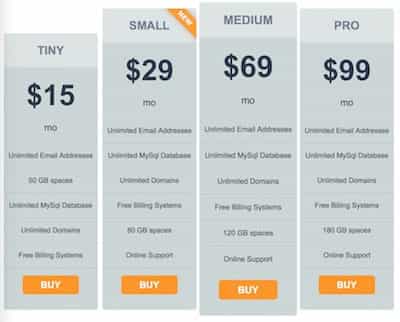 TINY
$15
mo
Unlimited Email Addresses
50 GB spaces
Unlimited MySql Database
Unlimited Domains
Free Billing Systems
BUY
SMALL
NEW
$29
mo
Unlimited Email Addresses
Unlimited MySql Database
Unlimited Domains
Free Billing Systems
80 GB spaces
Online Support
BUY
MEDIUM
$69
mo
Unlimited Email Addresses
Unlimited MySql Database
Unlimited Domains
Free Billing Systems
120 GB spaces
Online Support
BUY
PRO
$99
mo
Unlimited Email Addresses
Unlimited MySql Database
Unlimited Domains
Free Billing Systems
180 GB spaces
Online Support
BUY